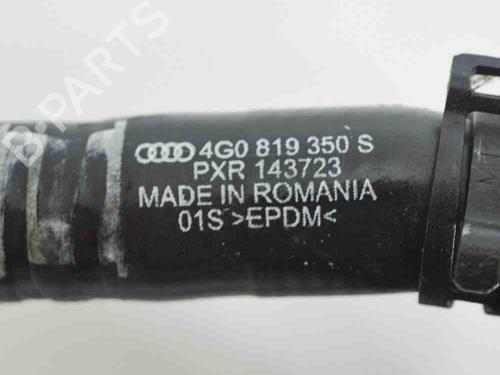 B-PARTS
4G0 819 350 S
PXR 143723
MADE IN ROMANIA
01S >EPDM<